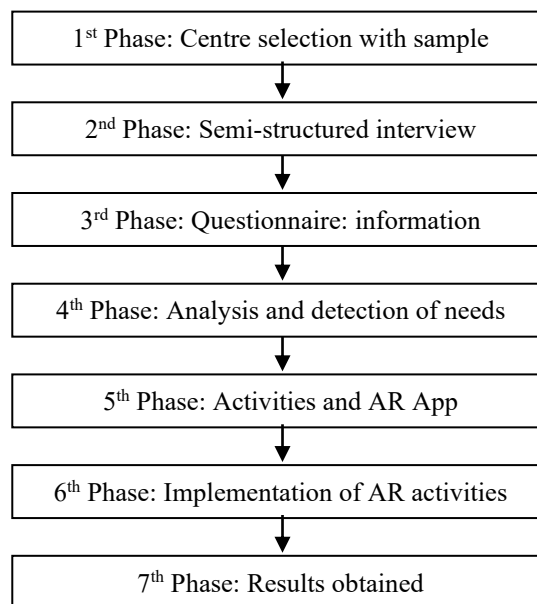 1st Phase: Centre selection with sample
2nd Phase: Semi-structured interview
3rd Phase: Questionnaire: information
4th Phase: Analysis and detection of needs
5th Phase: Activities and AR App
6th Phase: Implementation of AR activities
7th Phase: Results obtained